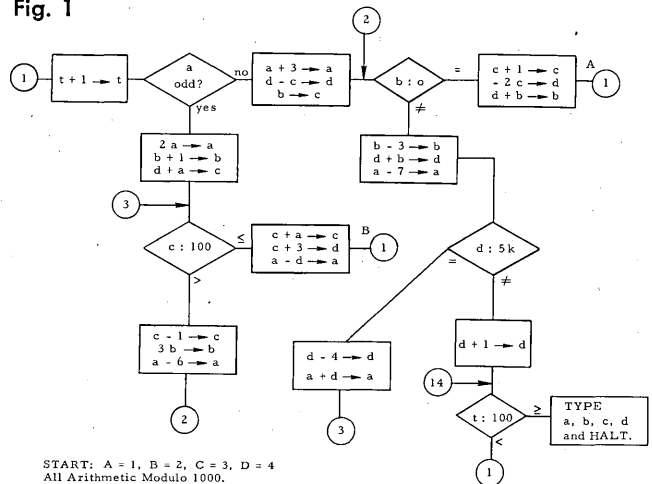 Fig. 1
2
1
t + 1 → t
a
odd?
no
yes
a + 3 → a
d - c → d
b → c
b : o
=
≠
c + 1 → c
- 2 c → d
d + b → b
A
1
2 a → a
b + 1 → b
d + a → c
b - 3 → b
d + b → d
a - 7 → a
3
c : 100
≤
>
c + a → c
c + 3 → d
a - d → a
B
1
d : 5k
=
≠
c - 1 → c
3 b → b
a - 6 → a
2
d - 4 → d
a + d → a
3
d + 1 → d
14
t : 100
≥
<
TYPE
a, b, c, d
and HALT.
1
START: A = 1, B = 2, C = 3, D = 4
All Arithmetic Modulo 1000.